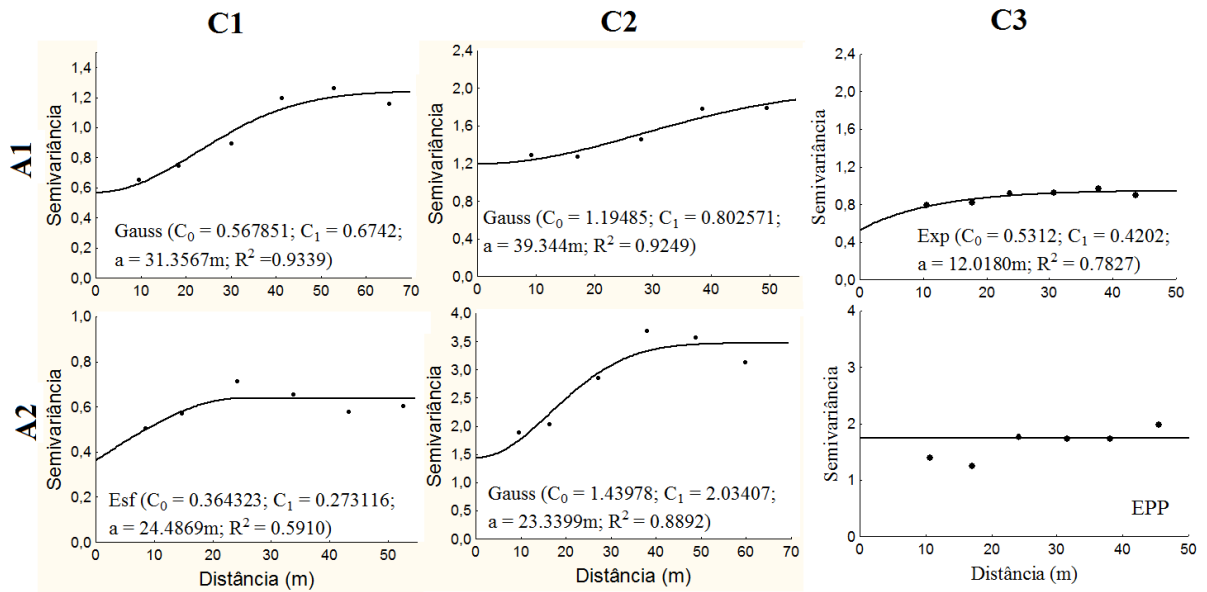 C1
C2
C3
A1
Semivariância
1,4
1,2
1,0
0,8
0,6
0,4
0,2
0,0
Gauss (C₀ = 0.567851; C₁ = 0.6742;
a = 31.3567m; R² =0.9339)
0 10 20 30 40 50 60 70
Semivariância
2,4
2,0
1,6
1,2
0,8
0,4
0,0
Gauss (C₀ = 1.19485; C₁ = 0.802571;
a = 39.344m; R² = 0.9249)
0 10 20 30 40 50
Semivariância
2,4
2,0
1,6
1,2
0,8
0,4
0,0
Exp (C₀ = 0.5312; C₁ = 0.4202;
a = 12.0180m; R² = 0.7827)
0 10 20 30 40 50
A2
Semivariância
1,0
0,8
0,6
0,4
0,2
0,0
Esf (C₀ = 0.364323; C₁ = 0.273116;
a = 24.4869m; R² = 0.5910)
0 10 20 30 40 50
Distância (m)
Semivariância
4,0
3,5
3,0
2,5
2,0
1,5
1,0
0,5
0,0
Gauss (C₀ = 1.43978; C₁ = 2.03407;
a = 23.3399m; R² = 0.8892)
0 10 20 30 40 50 60 70
Distância (m)
Semivariância
4
3
2
1
0
EPP
0 10 20 30 40 50
Distância (m)